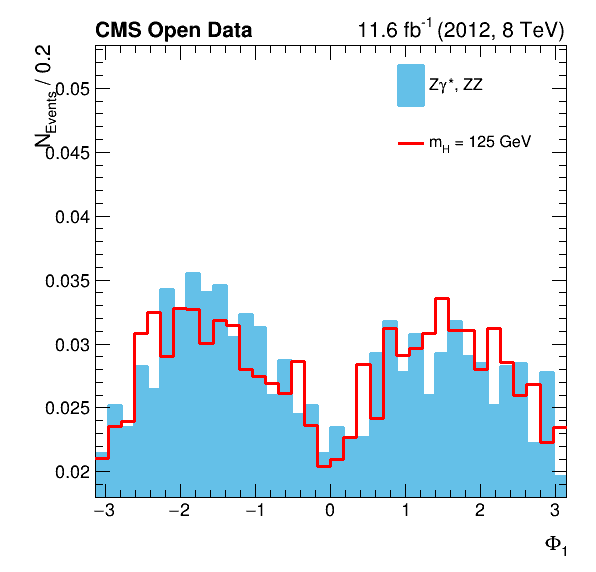 CMS Open Data 11.6 fb⁻¹ (2012, 8 TeV)
N_Events / 0.2
Zγ*, ZZ
m_H = 125 GeV
0.05
0.045
0.04
0.035
0.03
0.025
0.02
−3 −2 −1 0 1 2 3
Φ₁